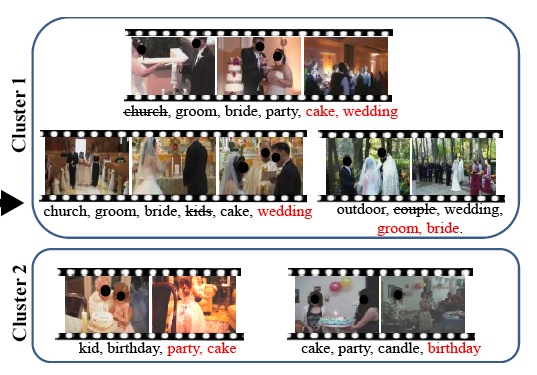 Cluster 1
church, groom, bride, party, cake, wedding
church, groom, bride, kids, cake, wedding
outdoor, couple, wedding,
groom, bride.
Cluster 2
kid, birthday, party, cake
cake, party, candle, birthday